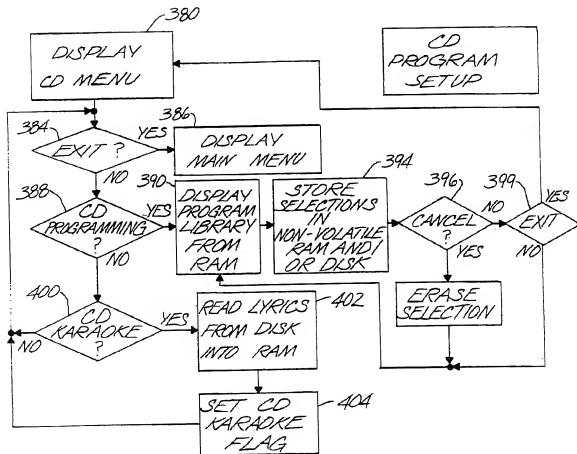 380
DISPLAY
CD MENU
CD
PROGRAM
SETUP
384
EXIT ?
YES
NO
386
DISPLAY
MAIN MENU
388
CD
PROGRAMMING
?
YES
NO
390
DISPLAY
PROGRAM
LIBRARY
FROM
RAM
394
STORE
SELECTIONS
IN
NON-VOLATILE
RAM AND/
OR DISK
396
CANCEL
?
NO
YES
399
EXIT
YES
NO
ERASE
SELECTION
400
CD
KARAOKE
?
YES
NO
402
READ LYRICS
FROM DISK
INTO RAM
404
SET CD
KARAOKE
FLAG